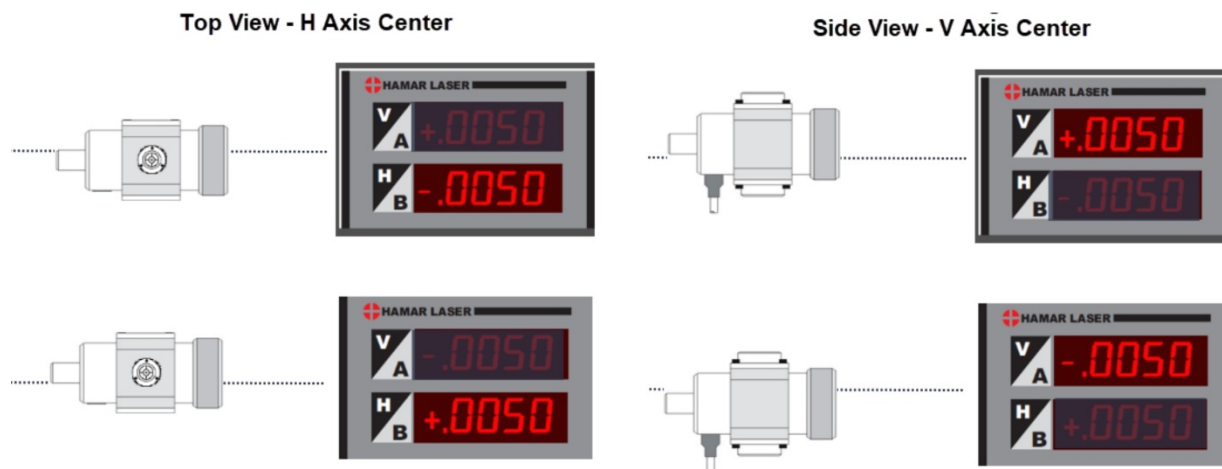 Top View - H Axis Center
Side View - V Axis Center
HAMAR LASER
V
A
+.0050
H
B
-.0050
HAMAR LASER
V
A
+.0050
H
B
-.0050
HAMAR LASER
V
A
-.0050
H
B
+.0050
HAMAR LASER
V
A
-.0050
H
B
+.0050